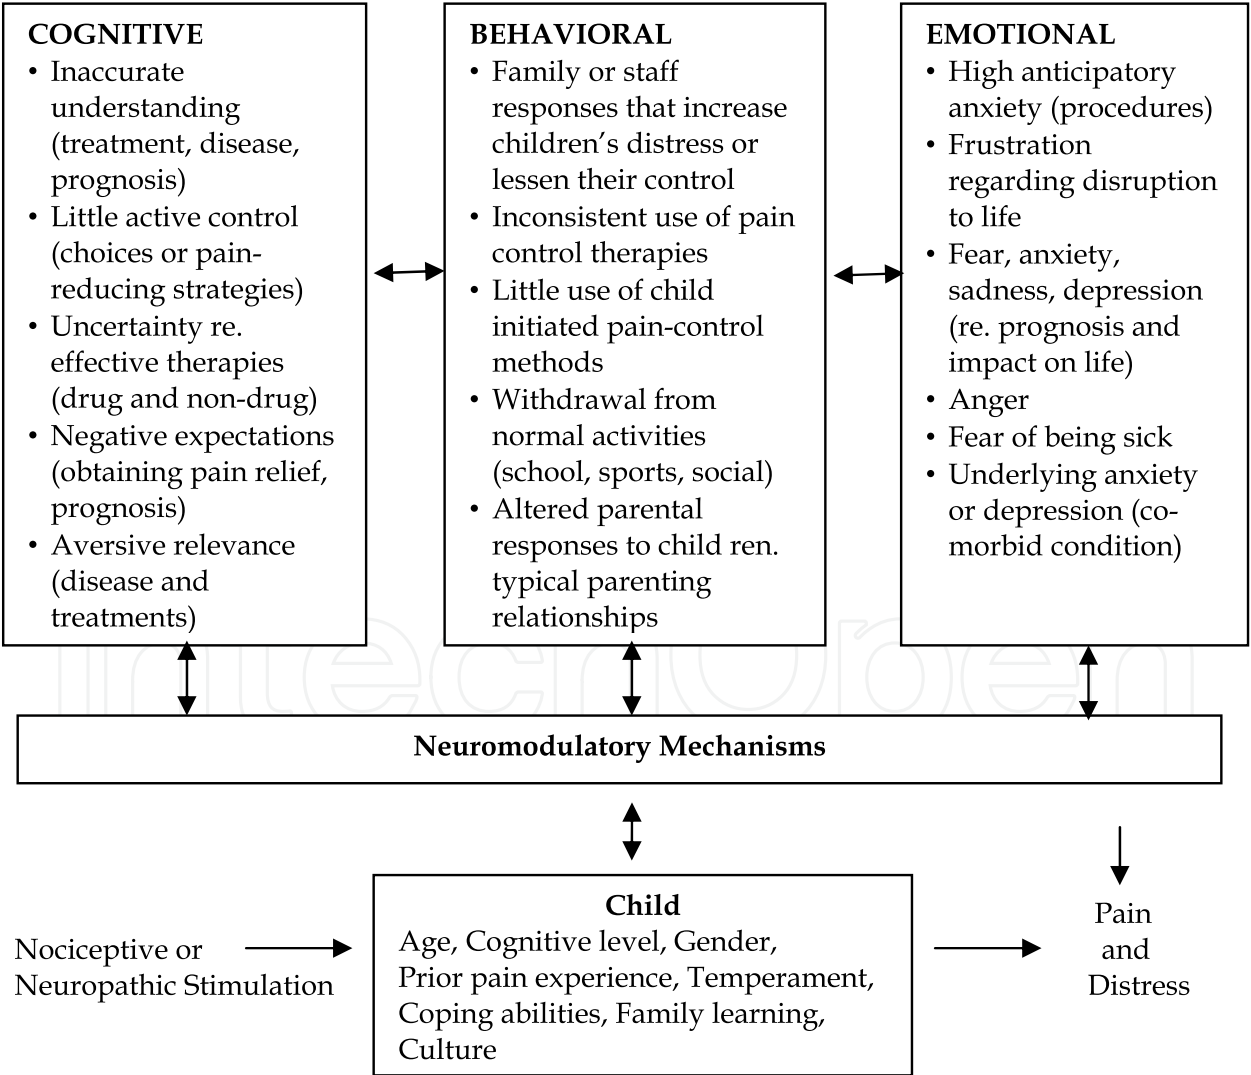 COGNITIVE
• Inaccurate
understanding
(treatment, disease,
prognosis)
• Little active control
(choices or pain-
reducing strategies)
• Uncertainty re.
effective therapies
(drug and non-drug)
• Negative expectations
(obtaining pain relief,
prognosis)
• Aversive relevance
(disease and
treatments)
BEHAVIORAL
• Family or staff
responses that increase
children’s distress or
lessen their control
• Inconsistent use of pain
control therapies
• Little use of child
initiated pain-control
methods
• Withdrawal from
normal activities
(school, sports, social)
• Altered parental
responses to child ren.
typical parenting
relationships
EMOTIONAL
• High anticipatory
anxiety (procedures)
• Frustration
regarding disruption
to life
• Fear, anxiety,
sadness, depression
(re. prognosis and
impact on life)
• Anger
• Fear of being sick
• Underlying anxiety
or depression (co-
morbid condition)
IntechOpen
Neuromodulatory Mechanisms
Nociceptive or
Neuropathic Stimulation
Child
Age, Cognitive level, Gender,
Prior pain experience, Temperament,
Coping abilities, Family learning,
Culture
Pain
and
Distress